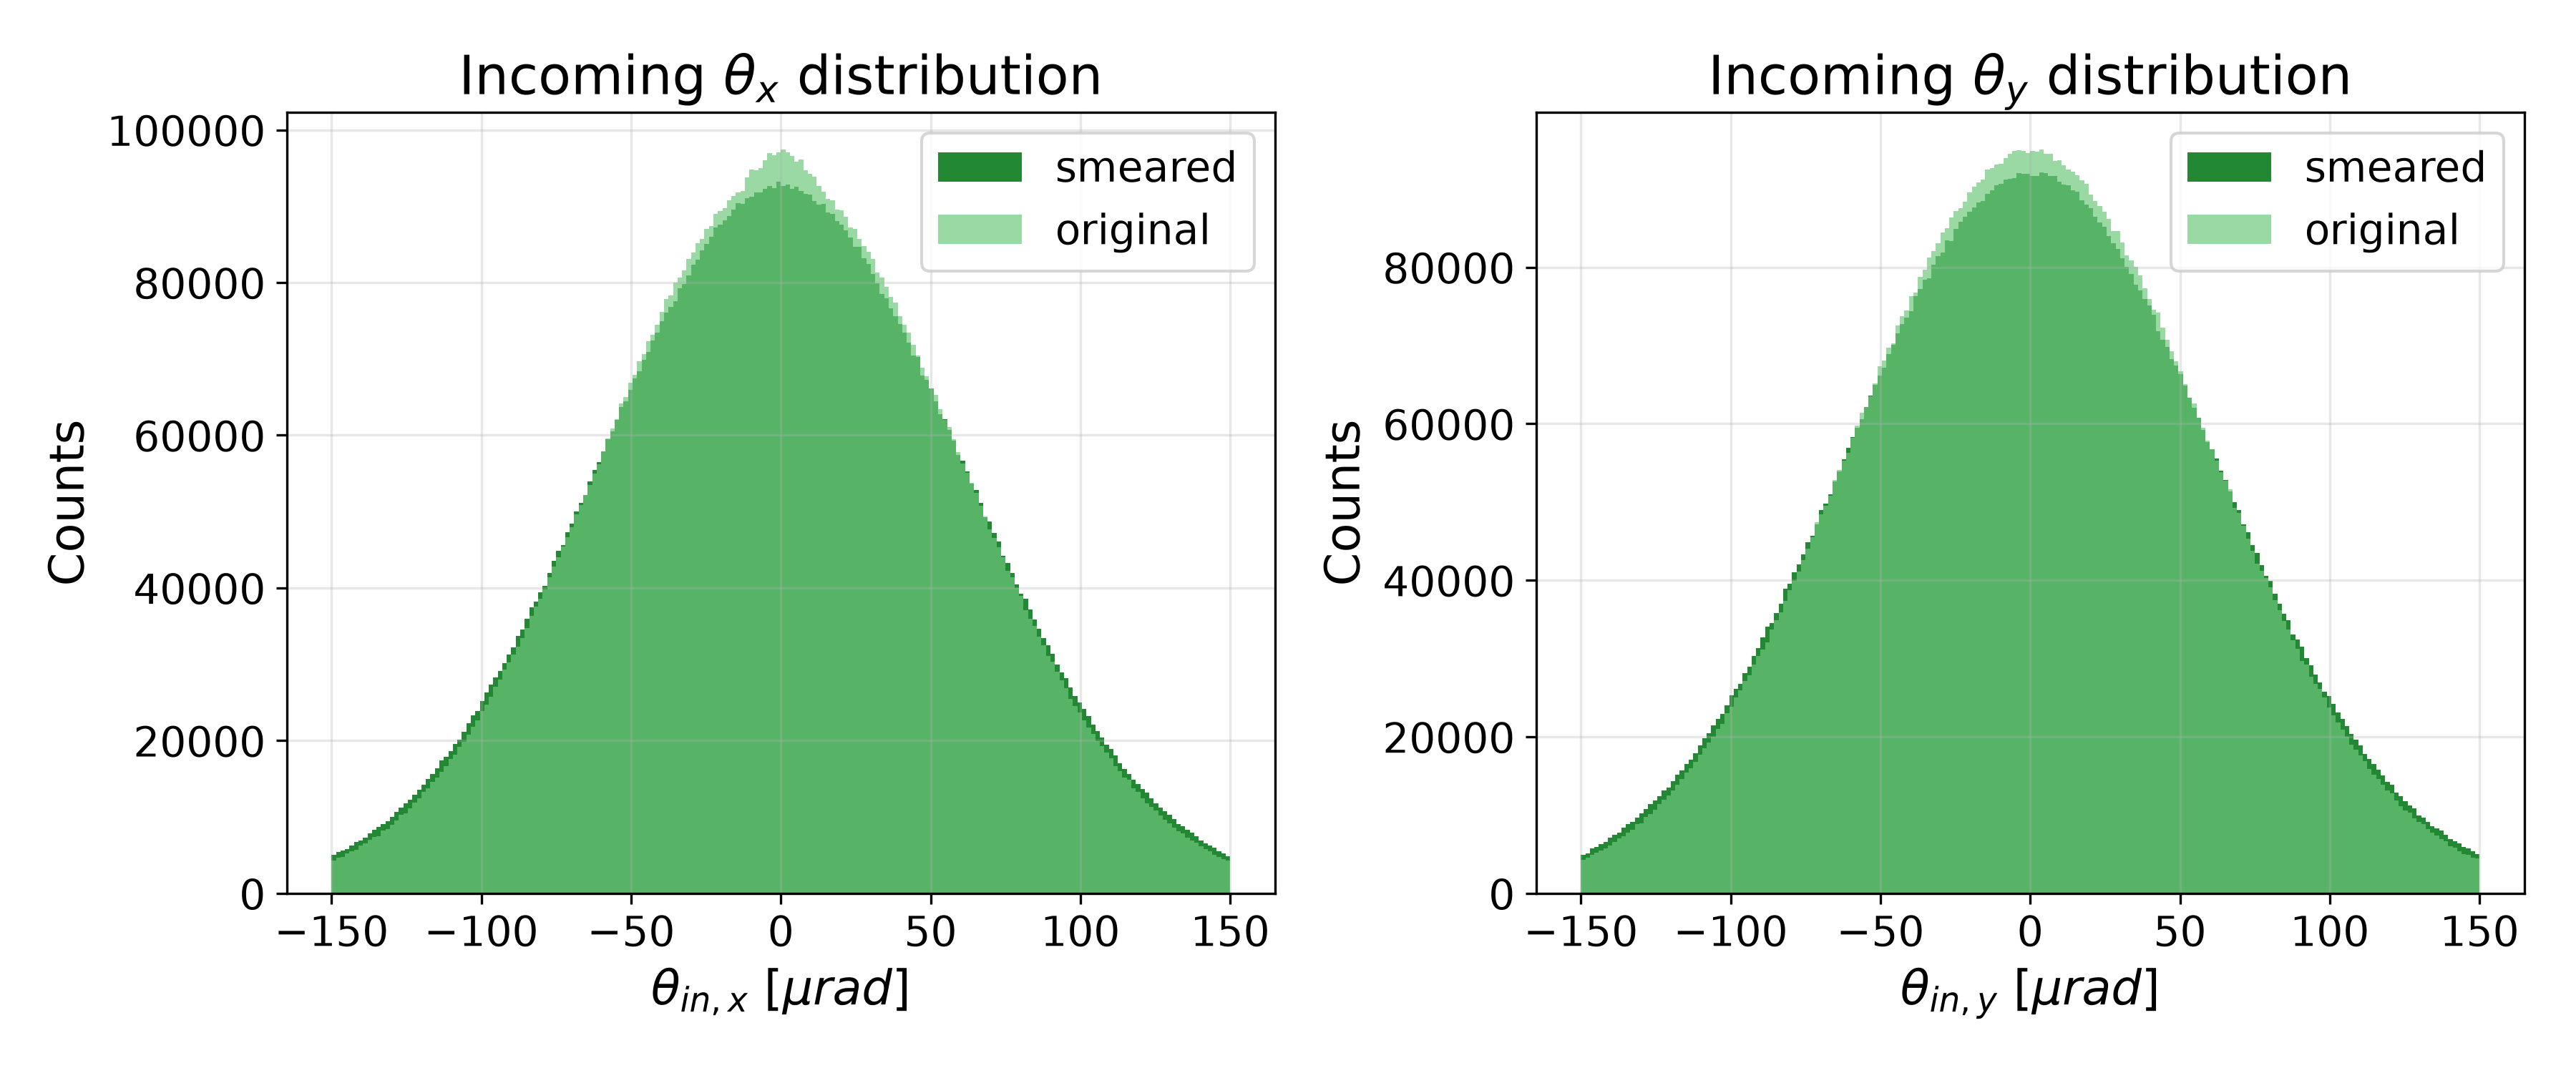 Incoming θx distribution
100000
80000
60000
40000
20000
0
Counts
smeared
original
−150 −100 −50 0 50 100 150
θin, x [μrad]
Incoming θy distribution
80000
60000
40000
20000
0
Counts
smeared
original
−150 −100 −50 0 50 100 150
θin, y [μrad]